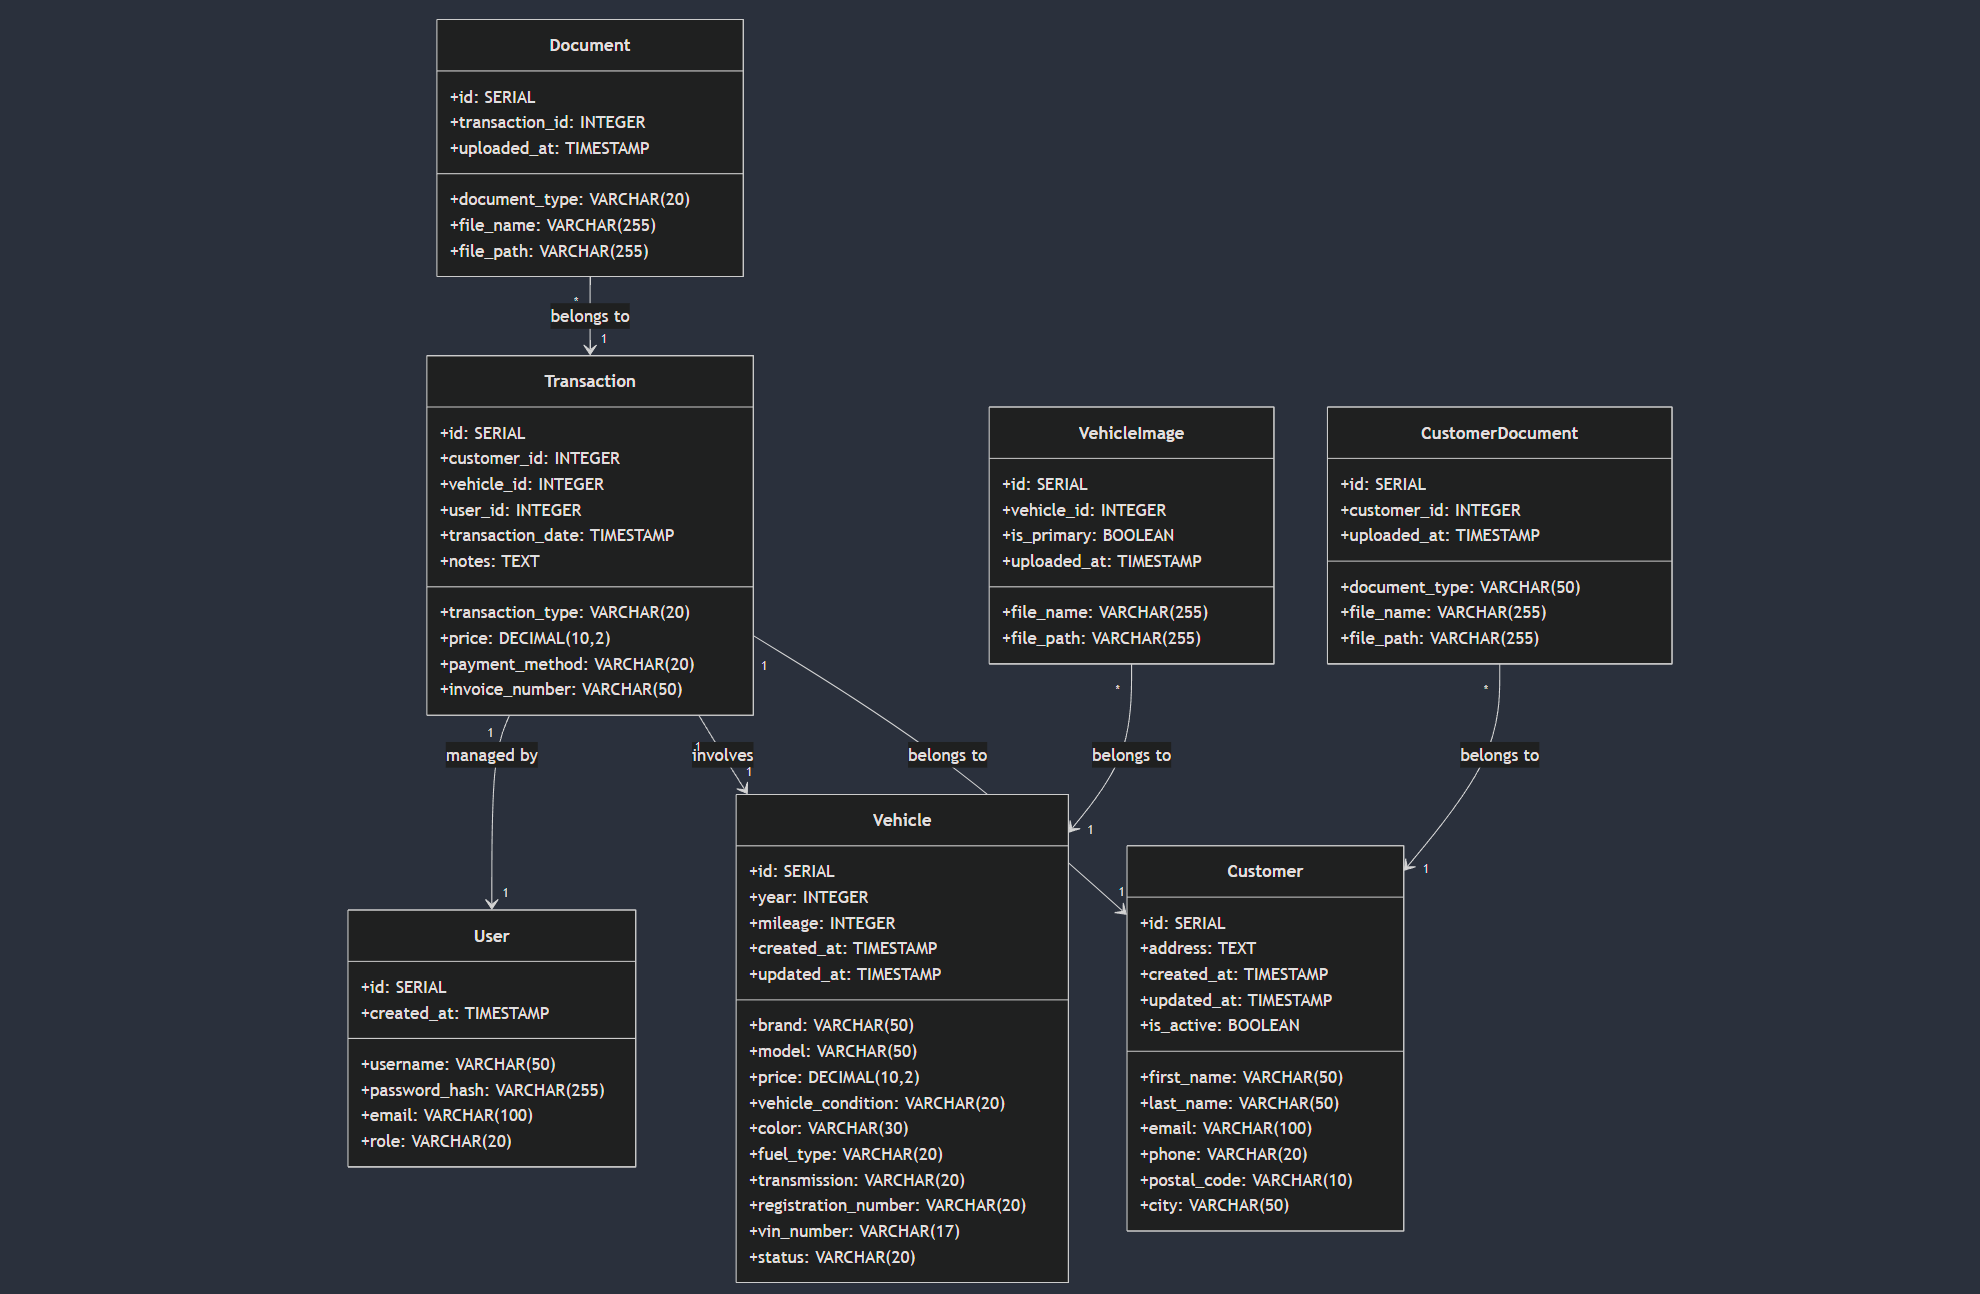 Document
+id: SERIAL
+transaction_id: INTEGER
+uploaded_at: TIMESTAMP
+document_type: VARCHAR(20)
+file_name: VARCHAR(255)
+file_path: VARCHAR(255)
*
belongs to
1
Transaction
+id: SERIAL
+customer_id: INTEGER
+vehicle_id: INTEGER
+user_id: INTEGER
+transaction_date: TIMESTAMP
+notes: TEXT
+transaction_type: VARCHAR(20)
+price: DECIMAL(10,2)
+payment_method: VARCHAR(20)
+invoice_number: VARCHAR(50)
VehicleImage
+id: SERIAL
+vehicle_id: INTEGER
+is_primary: BOOLEAN
+uploaded_at: TIMESTAMP
+file_name: VARCHAR(255)
+file_path: VARCHAR(255)
CustomerDocument
+id: SERIAL
+customer_id: INTEGER
+uploaded_at: TIMESTAMP
+document_type: VARCHAR(50)
+file_name: VARCHAR(255)
+file_path: VARCHAR(255)
1
managed by
1
1
involves
1
1
belongs to
1
*
belongs to
1
*
belongs to
1
User
+id: SERIAL
+created_at: TIMESTAMP
+username: VARCHAR(50)
+password_hash: VARCHAR(255)
+email: VARCHAR(100)
+role: VARCHAR(20)
Vehicle
+id: SERIAL
+year: INTEGER
+mileage: INTEGER
+created_at: TIMESTAMP
+updated_at: TIMESTAMP
+brand: VARCHAR(50)
+model: VARCHAR(50)
+price: DECIMAL(10,2)
+vehicle_condition: VARCHAR(20)
+color: VARCHAR(30)
+fuel_type: VARCHAR(20)
+transmission: VARCHAR(20)
+registration_number: VARCHAR(20)
+vin_number: VARCHAR(17)
+status: VARCHAR(20)
Customer
+id: SERIAL
+address: TEXT
+created_at: TIMESTAMP
+updated_at: TIMESTAMP
+is_active: BOOLEAN
+first_name: VARCHAR(50)
+last_name: VARCHAR(50)
+email: VARCHAR(100)
+phone: VARCHAR(20)
+postal_code: VARCHAR(10)
+city: VARCHAR(50)